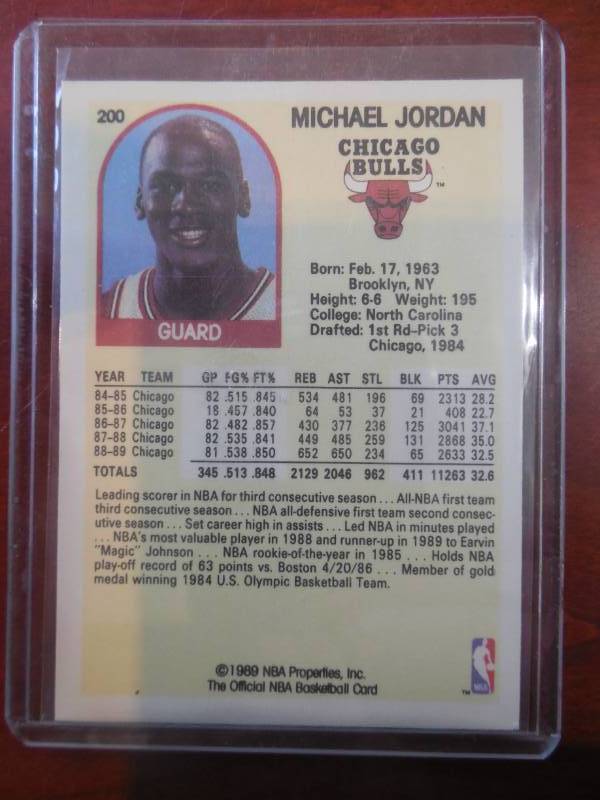 200
MICHAEL JORDAN
CHICAGO
BULLS
TM
Born: Feb. 17, 1963
Brooklyn, NY
Height: 6-6 Weight: 195
College: North Carolina
Drafted: 1st Rd-Pick 3
Chicago, 1984
GUARD
YEAR TEAM GP FG% FT% REB AST STL BLK PTS AVG
84-85 Chicago 82 .515 .845 534 481 196 69 2313 28.2
85-86 Chicago 18 .457 .840 64 53 37 21 408 22.7
86-87 Chicago 82 .482 .857 430 377 236 125 3041 37.1
87-88 Chicago 82 .535 .841 449 485 259 131 2868 35.0
88-89 Chicago 81 .538 .850 652 650 234 65 2633 32.5
TOTALS 345 .513 .848 2129 2046 962 411 11263 32.6
Leading scorer in NBA for third consecutive season . . . All-NBA first team
third consecutive season . . . NBA all-defensive first team second consec-
utive season . . . Set career high in assists . . . Led NBA in minutes played
. . . NBA's most valuable player in 1988 and runner-up in 1989 to Earvin
"Magic" Johnson . . . NBA rookie-of-the-year in 1985 . . . Holds NBA
play-off record of 63 points vs. Boston 4/20/86 . . . Member of gold
medal winning 1984 U.S. Olympic Basketball Team.
©1989 NBA Properties, Inc.
The Official NBA Basketball Card
TM
NBA